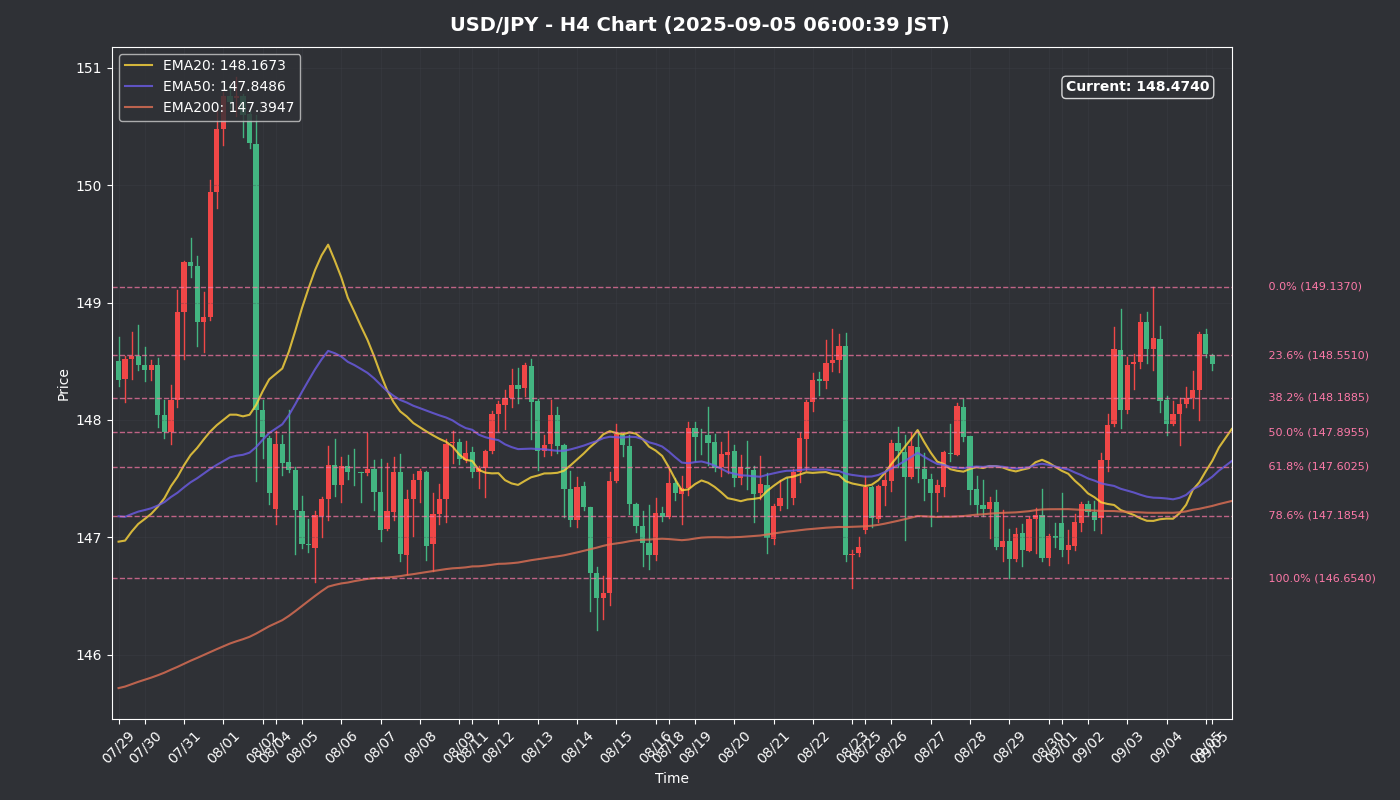 USD/JPY - H4 Chart (2025-09-05 06:00:39 JST)
EMA20: 148.1673
EMA50: 147.8486
EMA200: 147.3947
Current: 148.4740
Price
151
150
149
148
147
146
0.0% (149.1370)
23.6% (148.5510)
38.2% (148.1885)
50.0% (147.8955)
61.8% (147.6025)
78.6% (147.1854)
100.0% (146.6540)
07/29 07/30 07/31 08/01 08/02 08/04 08/05 08/06 08/07 08/08 08/09 08/11 08/12 08/13 08/14 08/15 08/16 08/18 08/19 08/20 08/21 08/22 08/23 08/25 08/26 08/27 08/28 08/29 08/30 09/01 09/02 09/03 09/04 09/05 09/05
Time